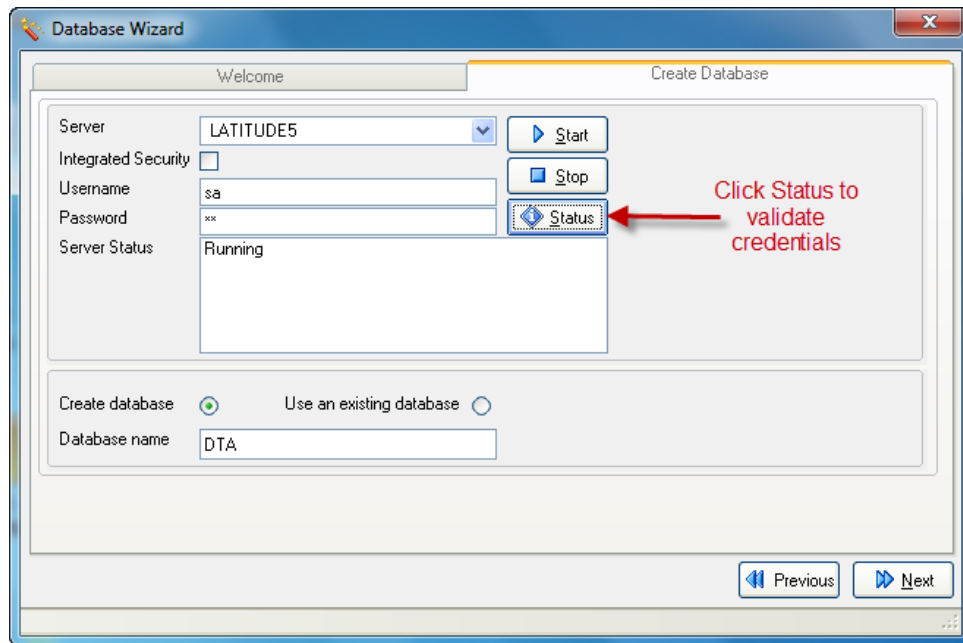 Database Wizard
x
Welcome
Create Database
Server
LATITUDE5
Start
Integrated Security
Stop
Username
sa
Password
**
Status
Click Status to
validate
credentials
Server Status
Running
Create database
Use an existing database
Database name
DTA
Previous
Next